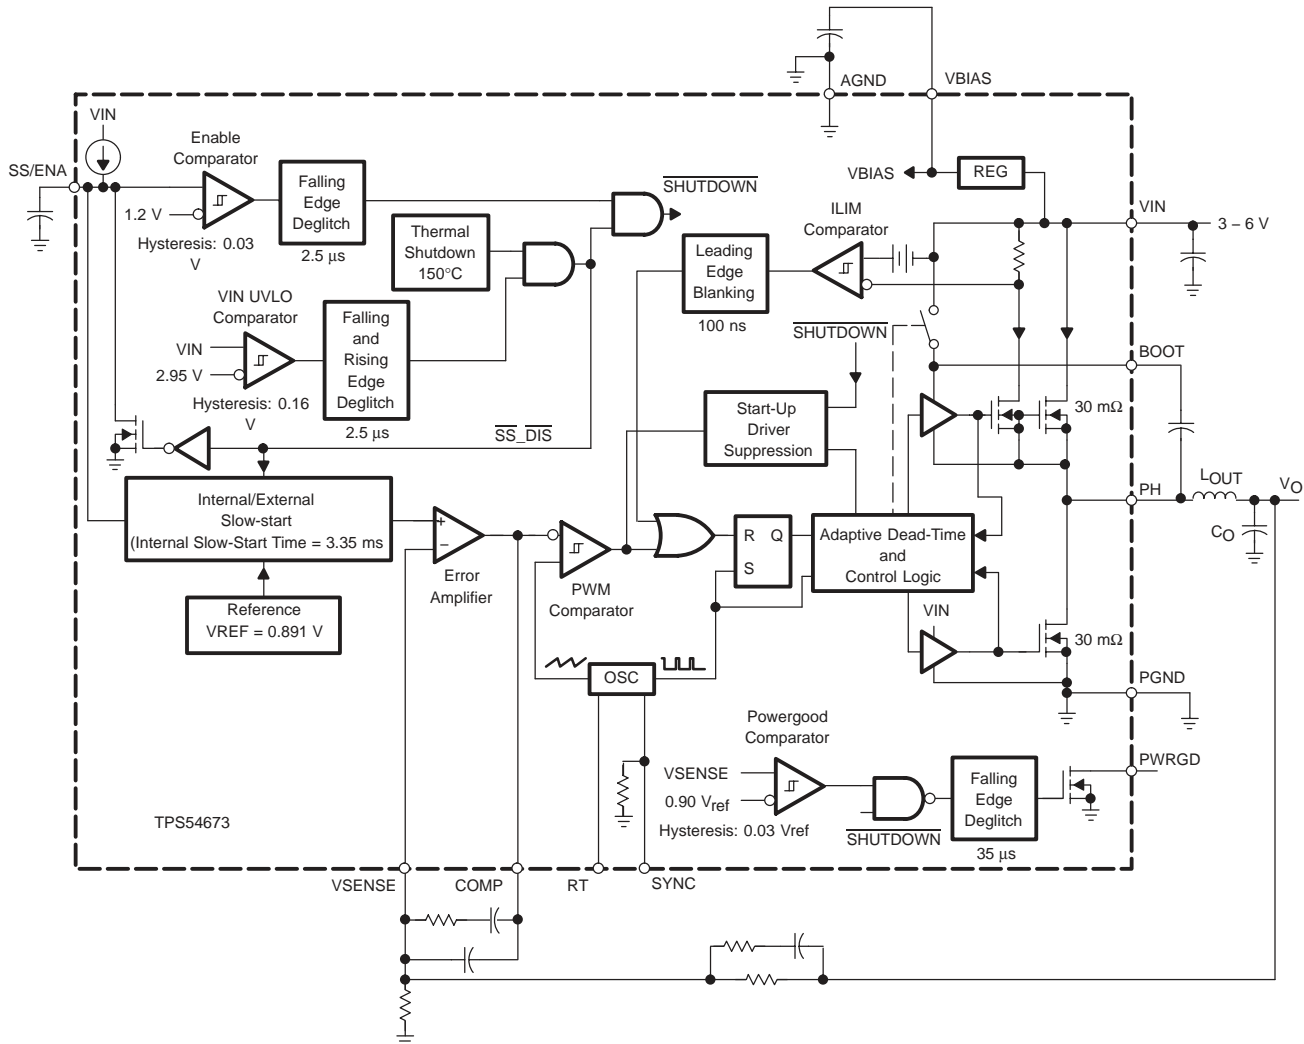 AGND
VBIAS
VIN
Enable
Comparator
SS/ENA
1.2 V
Hysteresis: 0.03
V
Falling
Edge
Deglitch
2.5 μs
SHUTDOWN
Thermal
Shutdown
150°C
VBIAS
REG
VIN
3 – 6 V
ILIM
Comparator
Leading
Edge
Blanking
100 ns
VIN UVLO
Comparator
VIN
2.95 V
Hysteresis: 0.16
V
Falling
and
Rising
Edge
Deglitch
2.5 μs
SHUTDOWN
BOOT
SS_DIS
Start-Up
Driver
Suppression
30 mΩ
Internal/External
Slow-start
(Internal Slow-Start Time = 3.35 ms
PH
LOUT
VO
CO
+
−
Error
Amplifier
PWM
Comparator
R Q
S
Adaptive Dead-Time
and
Control Logic
Reference
VREF = 0.891 V
VIN
30 mΩ
OSC
PGND
Powergood
Comparator
VSENSE
0.90 Vref
Hysteresis: 0.03 Vref
SHUTDOWN
Falling
Edge
Deglitch
35 μs
PWRGD
TPS54673
VSENSE
COMP
RT
SYNC